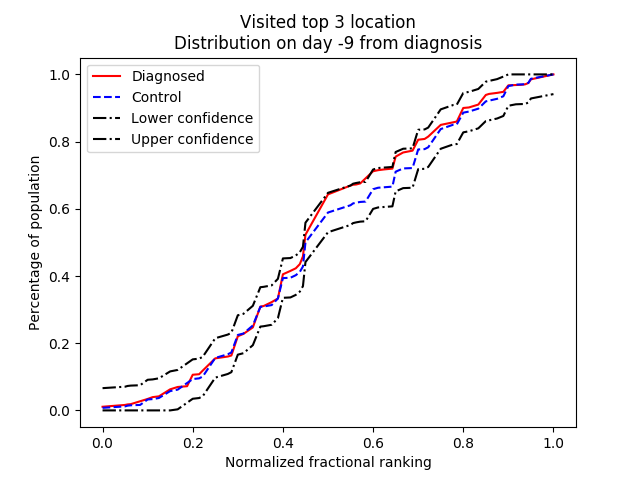 Visited top 3 location
Distribution on day -9 from diagnosis
Diagnosed
Control
Lower confidence
Upper confidence
Percentage of population
1.0
0.8
0.6
0.4
0.2
0.0
0.0 0.2 0.4 0.6 0.8 1.0
Normalized fractional ranking